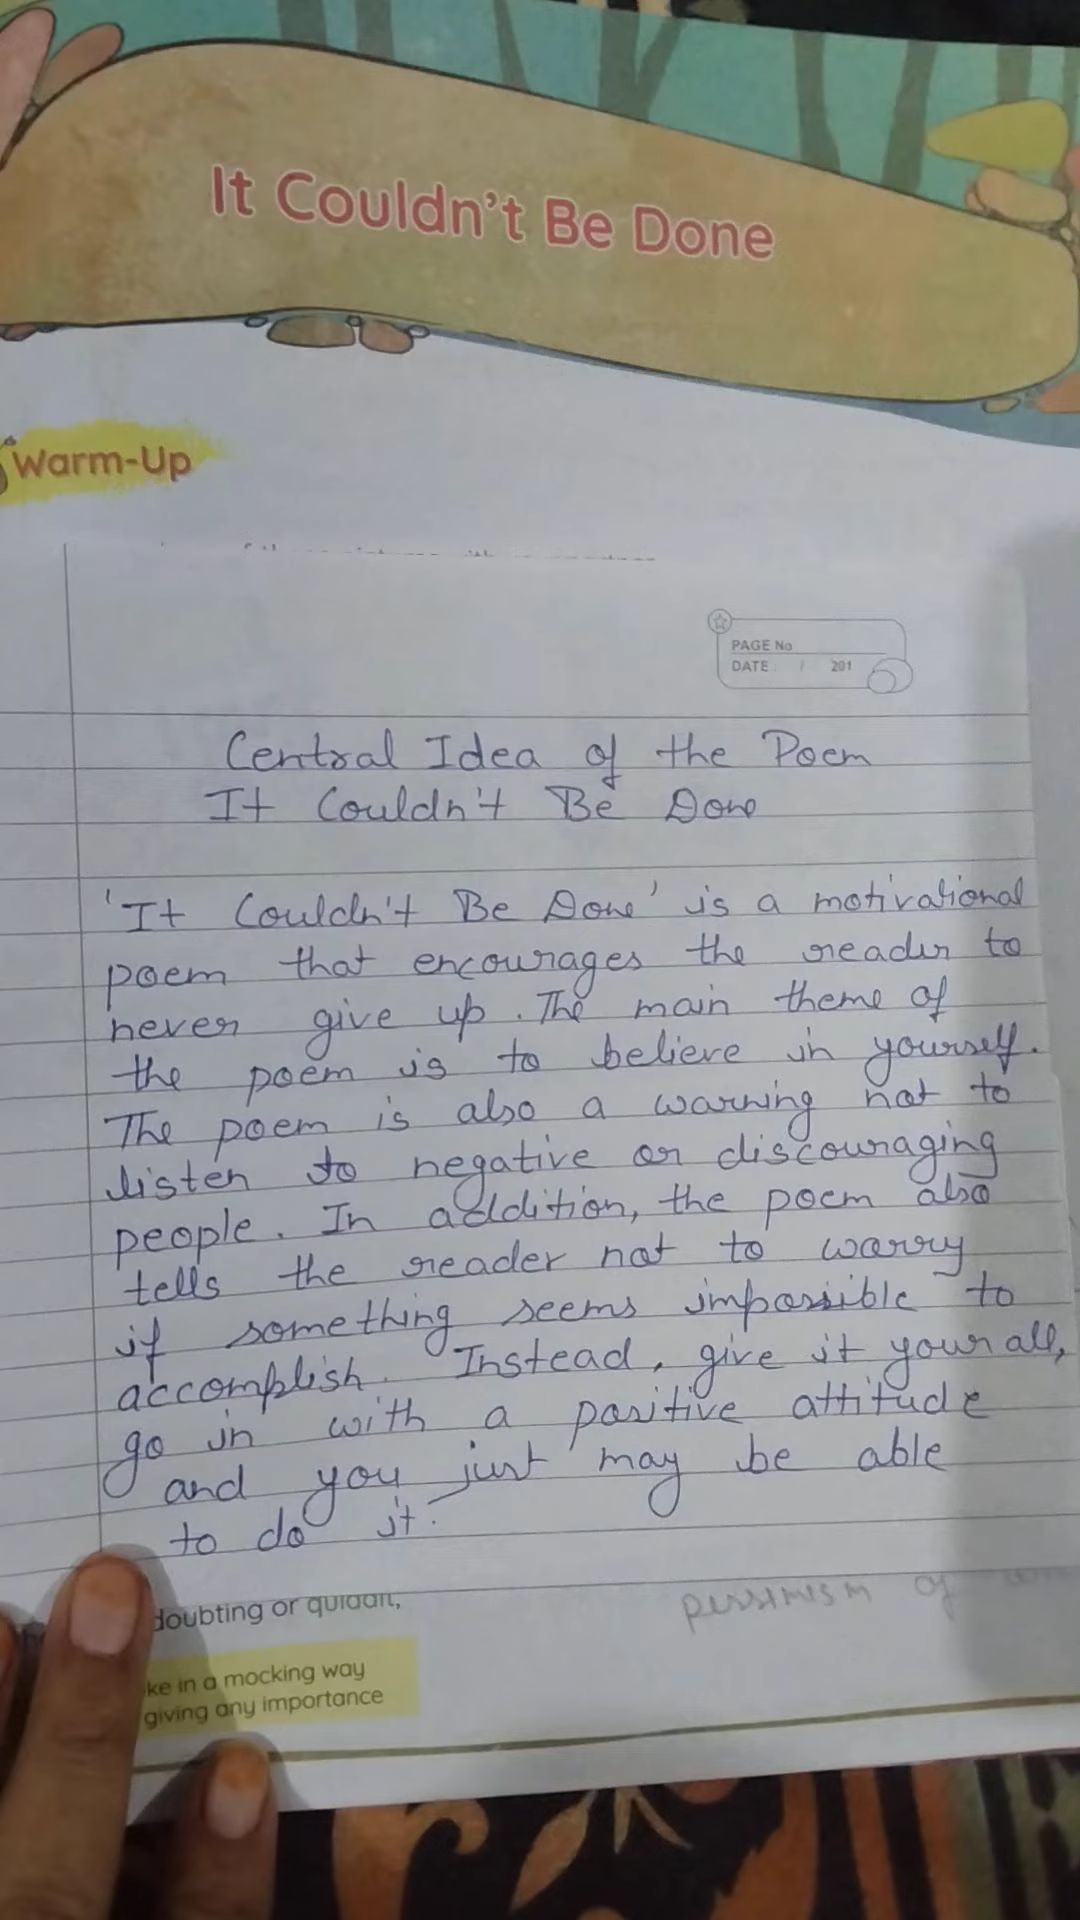 It Couldn't Be Done
Warm-Up
PAGE No
DATE / 201
Central Idea of the Poem
It Couldn't Be Done
'It Couldn't Be Done' is a motivational
poem that encourages the reader to
never give up. The main theme of
the poem is to believe in yourself.
The poem is also a warning not to
listen to negative or discouraging
people. In addition, the poem also
tells the reader not to worry
if something seems impossible to
accomplish. Instead, give it your all,
go in with a positive attitude
and you just may be able
to do it.
doubting or
pessimism of
ke in a mocking way
giving any importance